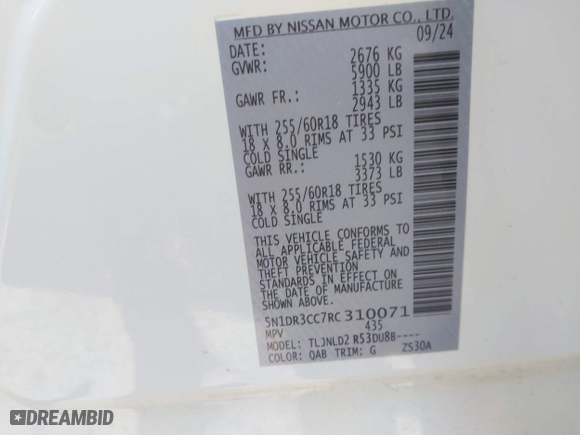 MFD BY NISSAN MOTOR CO., LTD.
DATE: 09/24
GVWR: 2676 KG
5900 LB
GAWR FR.: 1335 KG
2943 LB
WITH 255/60R18 TIRES
18 X 8.0 RIMS AT 33 PSI
COLD SINGLE
GAWR RR.: 1530 KG
3373 LB
WITH 255/60R18 TIRES
18 X 8.0 RIMS AT 33 PSI
COLD SINGLE
THIS VEHICLE CONFORMS TO
ALL APPLICABLE FEDERAL
MOTOR VEHICLE SAFETY AND
THEFT PREVENTION
STANDARDS IN EFFECT ON
THE DATE OF MANUFACTURE
SHOWN ABOVE.
5N1DR3CC7RC310071
MPV 435
MODEL: TLJNLD2 R53DU8B----
COLOR: QAB TRIM: G ZS30A
DREAMBID